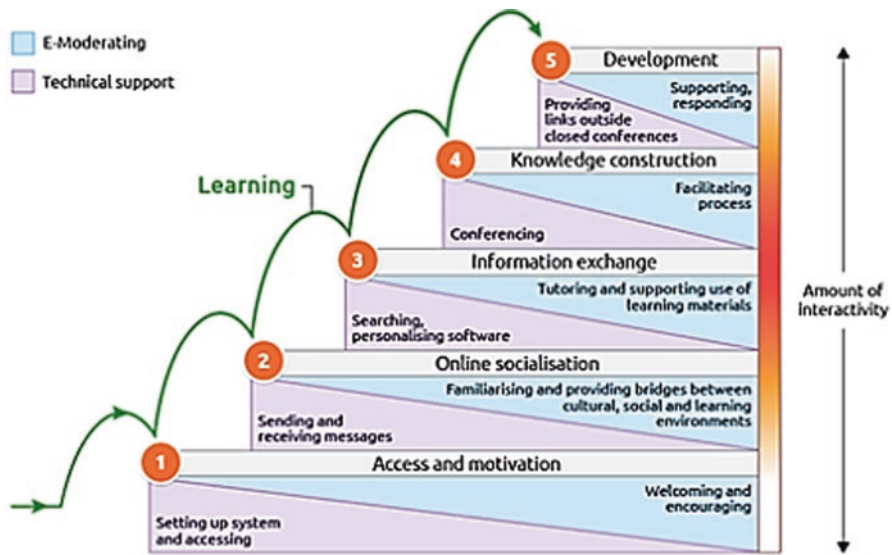 E-Moderating
Technical support
Learning
5
Development
Supporting,
responding
Providing
links outside
closed conferences
4
Knowledge construction
Facilitating
process
Conferencing
3
Information exchange
Tutoring and supporting use of
learning materials
Searching,
personalising software
Amount of
interactivity
2
Online socialisation
Familiarising and providing bridges between
cultural, social and learning
environments
Sending and
receiving messages
1
Access and motivation
Welcoming and
encouraging
Setting up system
and accessing